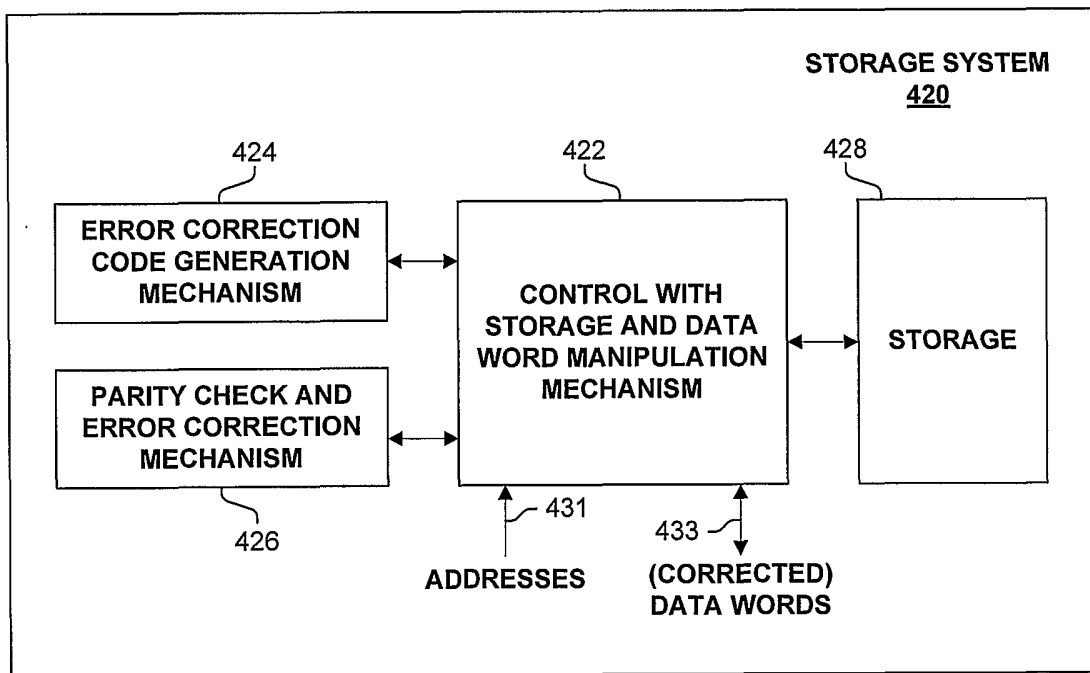 STORAGE SYSTEM
420
424
422
428
ERROR CORRECTION
CODE GENERATION
MECHANISM
CONTROL WITH
STORAGE AND DATA
WORD MANIPULATION
MECHANISM
STORAGE
PARITY CHECK AND
ERROR CORRECTION
MECHANISM
426
431
433
ADDRESSES
(CORRECTED)
DATA WORDS